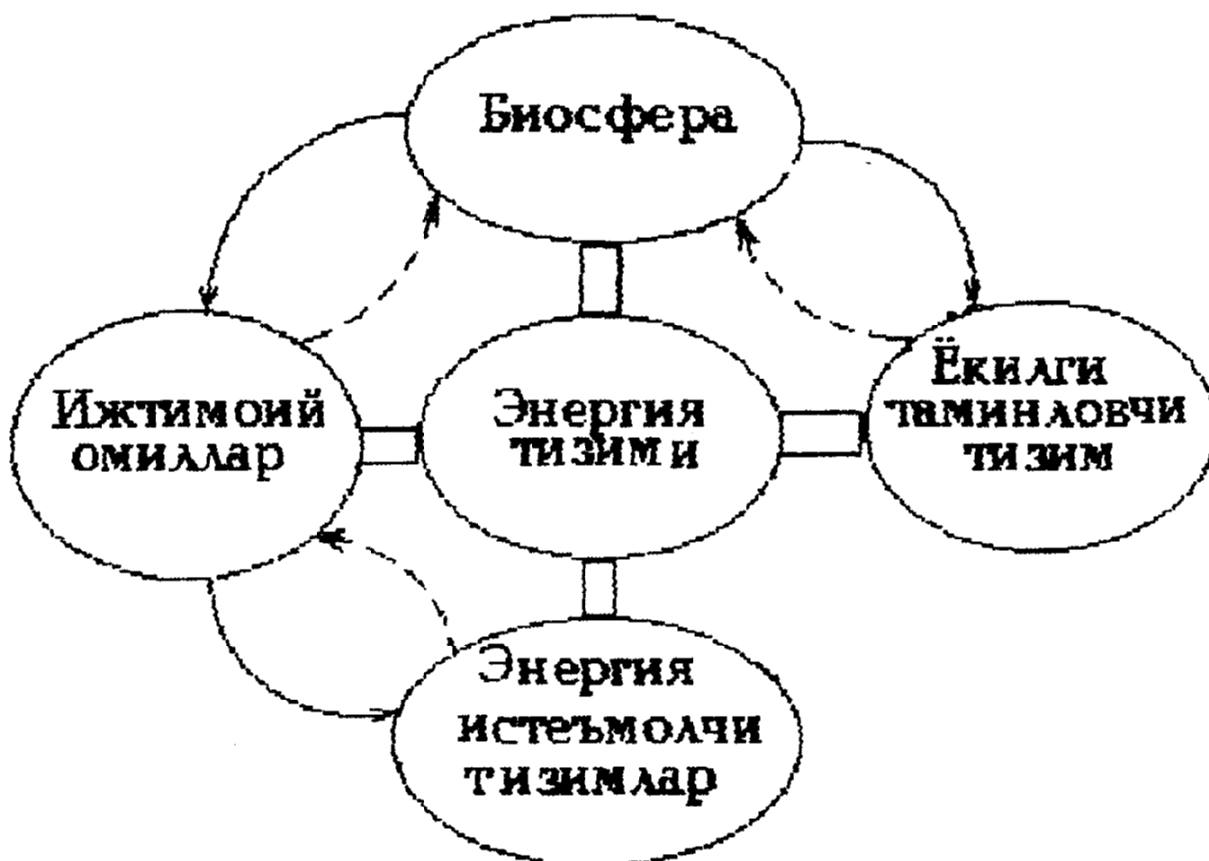 Биосфера
Ижтимоий
омиллар
Энергия
тизими
Ёкилги
таминловчи
тизим
Энергия
истеъмолчи
тизимлар